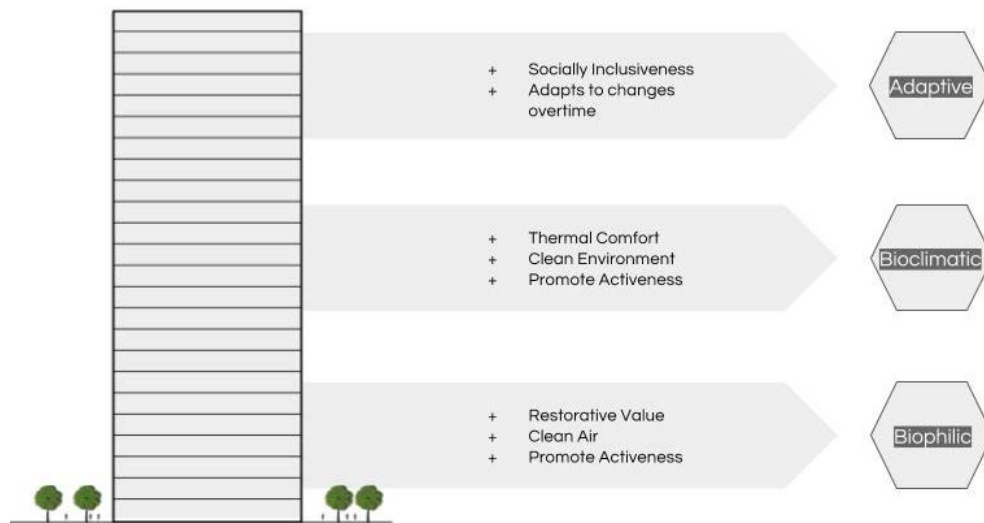 + Socially Inclusiveness
+ Adapts to changes
overtime
Adaptive
+ Thermal Comfort
+ Clean Environment
+ Promote Activeness
Bioclimatic
+ Restorative Value
+ Clean Air
+ Promote Activeness
Biophilic